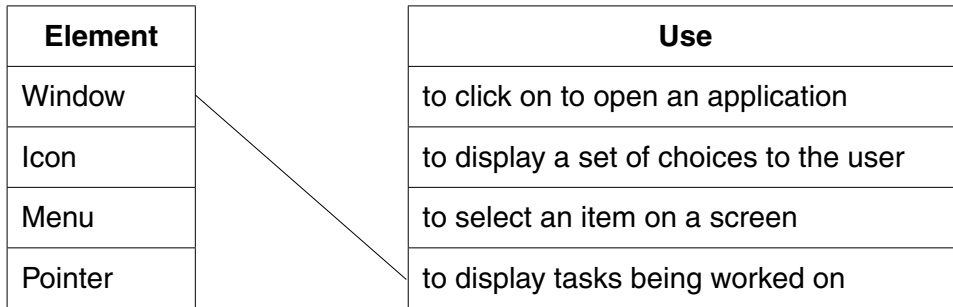 Element Use
Window to click on to open an application
Icon to display a set of choices to the user
Menu to select an item on a screen
Pointer to display tasks being worked on